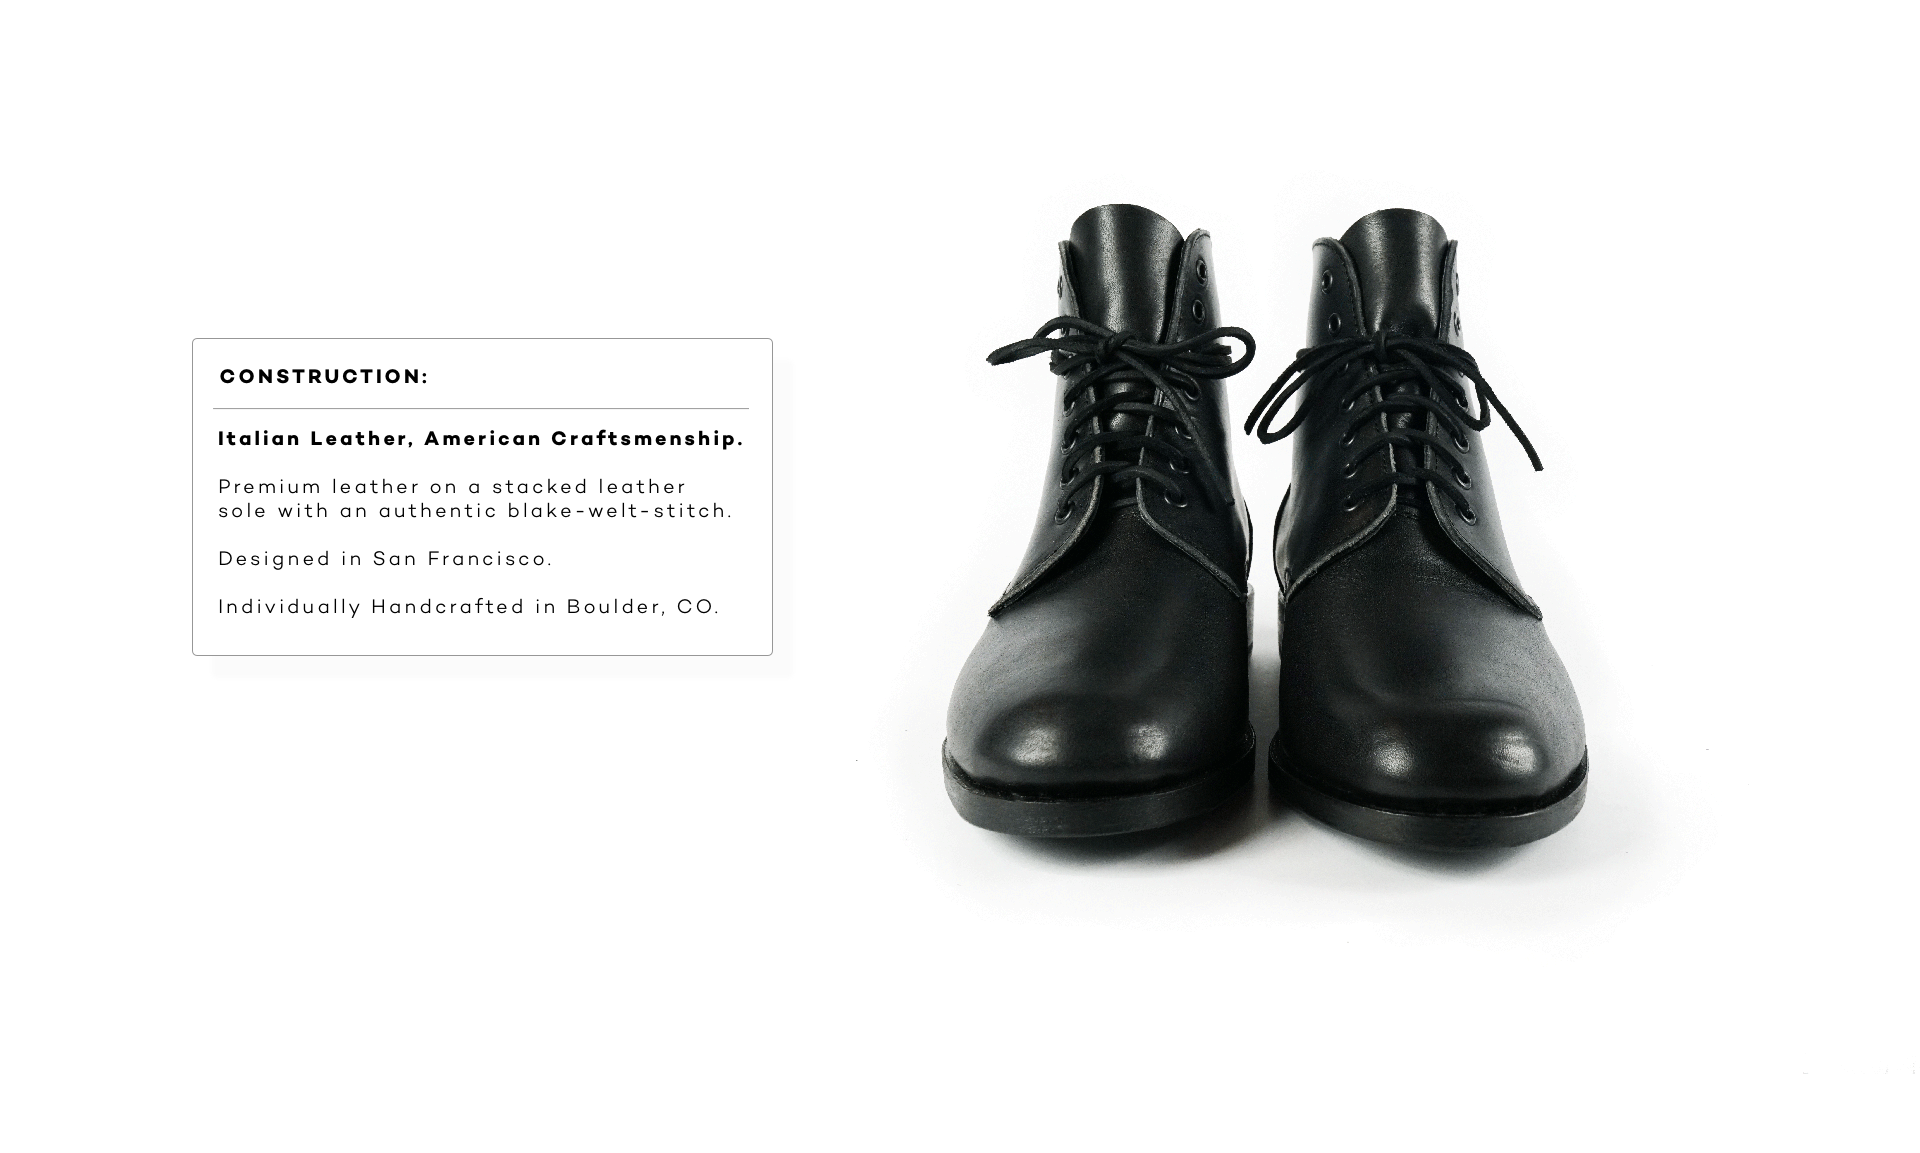 CONSTRUCTION:
Italian Leather, American Craftsmenship.
Premium leather on a stacked leather
sole with an authentic blake-welt-stitch.
Designed in San Francisco.
Individually Handcrafted in Boulder, CO.